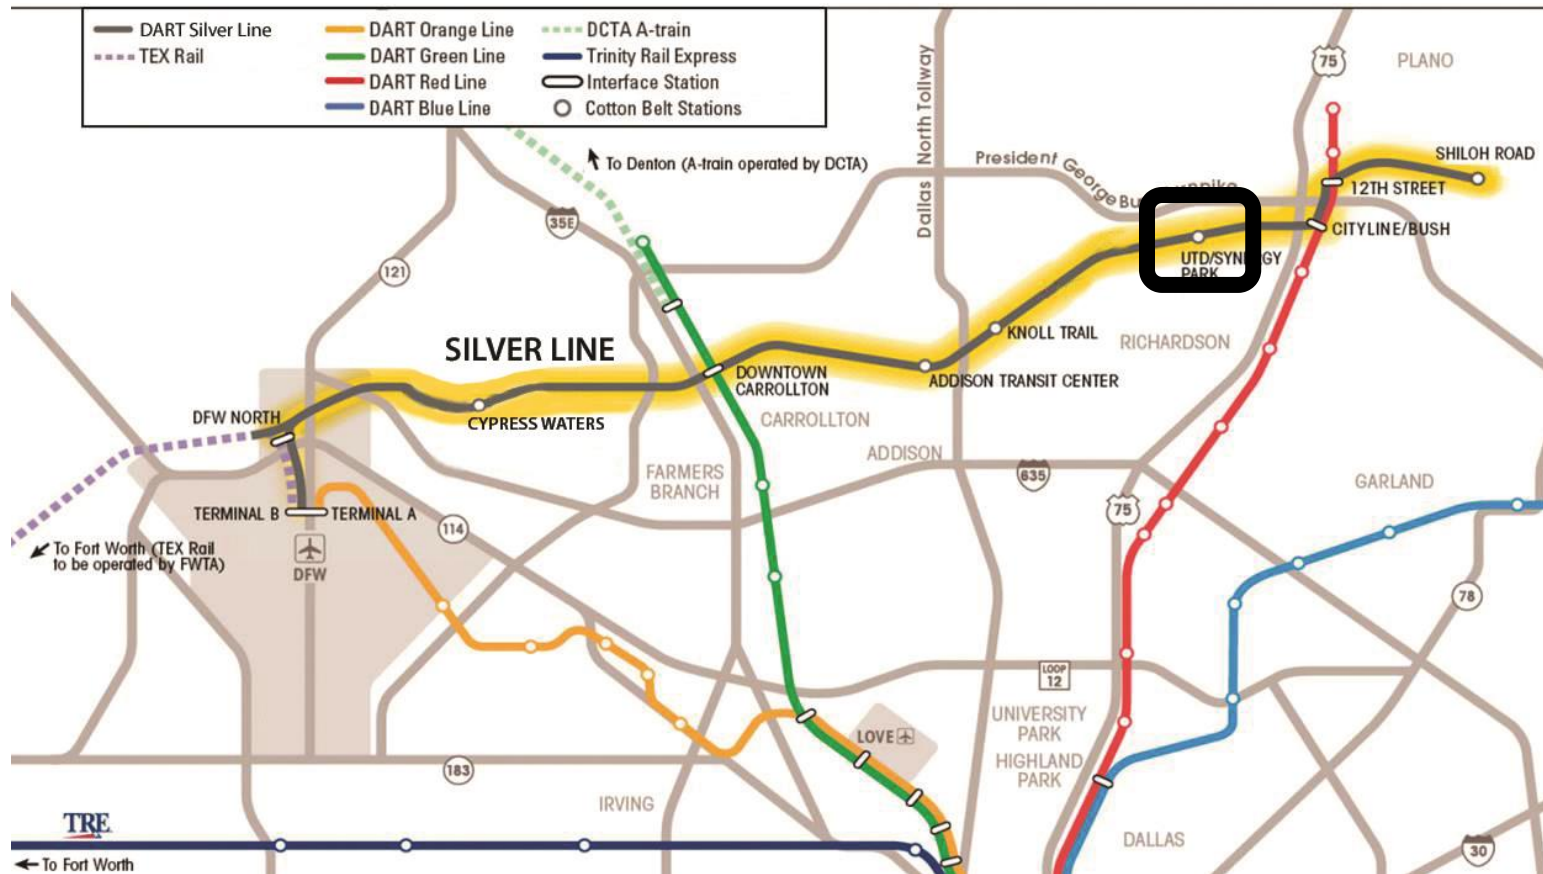 DART Silver Line
TEX Rail
DART Orange Line
DART Green Line
DART Red Line
DART Blue Line
DCTA A-train
Trinity Rail Express
Interface Station
Cotton Belt Stations
75
PLANO
Dallas North Tollway
To Denton (A-train operated by DCTA)
President George Bu
SHILOH ROAD
12TH STREET
35E
CITYLINE/BUSH
121
UTD/SYN GY
PARK
SILVER LINE
KNOLL TRAIL
RICHARDSON
DOWNTOWN
CARROLLTON
ADDISON TRANSIT CENTER
DFW NORTH
CYPRESS WATERS
CARROLLTON
ADDISON
FARMERS
BRANCH
635
GARLAND
TERMINAL B
TERMINAL A
114
75
To Fort Worth (TEX Rail
to be operated by FWTA)
DFW
78
LOOP
12
UNIVERSITY
PARK
LOVE
HIGHLAND
PARK
183
IRVING
TRE
DALLAS
30
To Fort Worth